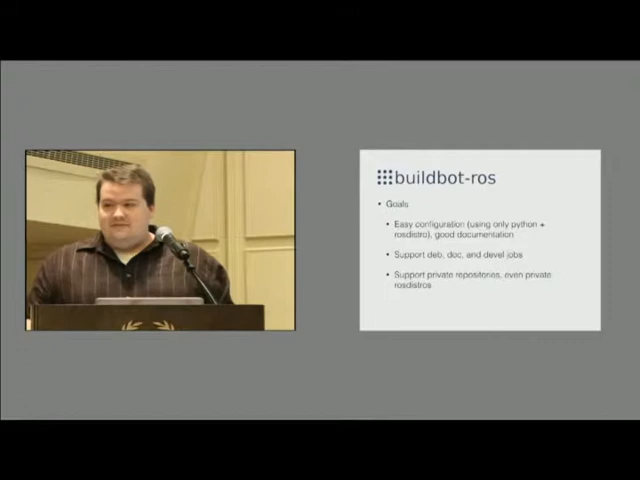 buildbot-ros
• Goals
• Easy configuration (using only python +
rosdistro), good documentation
• Support deb, doc, and devel jobs
• Support private repositories, even private
rosdistros